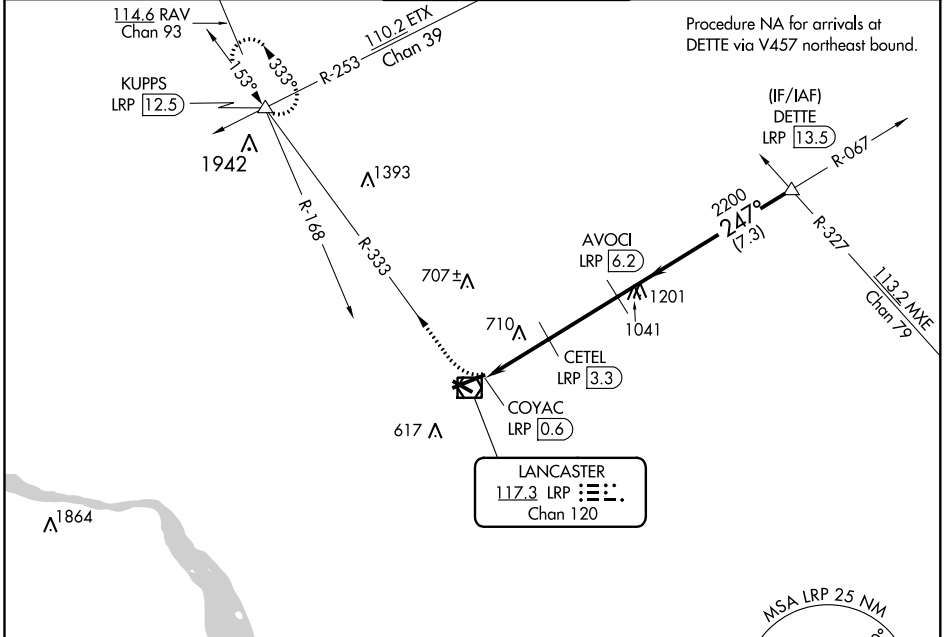 114.6 RAV
Chan 93
110.2 ETX
Chan 39
R-253
153°
333°
KUPPS
LRP 12.5
1942
1393
R-168
R-333
Procedure NA for arrivals at
DETTE via V457 northeast bound.
(IF/IAF)
DETTE
LRP 13.5
R-067
2200
247°
(7.3)
R-327
113.2 MXE
Chan 79
AVOCI
LRP 6.2
1201
1041
707±
710
CETEL
LRP 3.3
COYAC
LRP 0.6
617
LANCASTER
117.3 LRP
Chan 120
1864
MSA LRP 25 NM